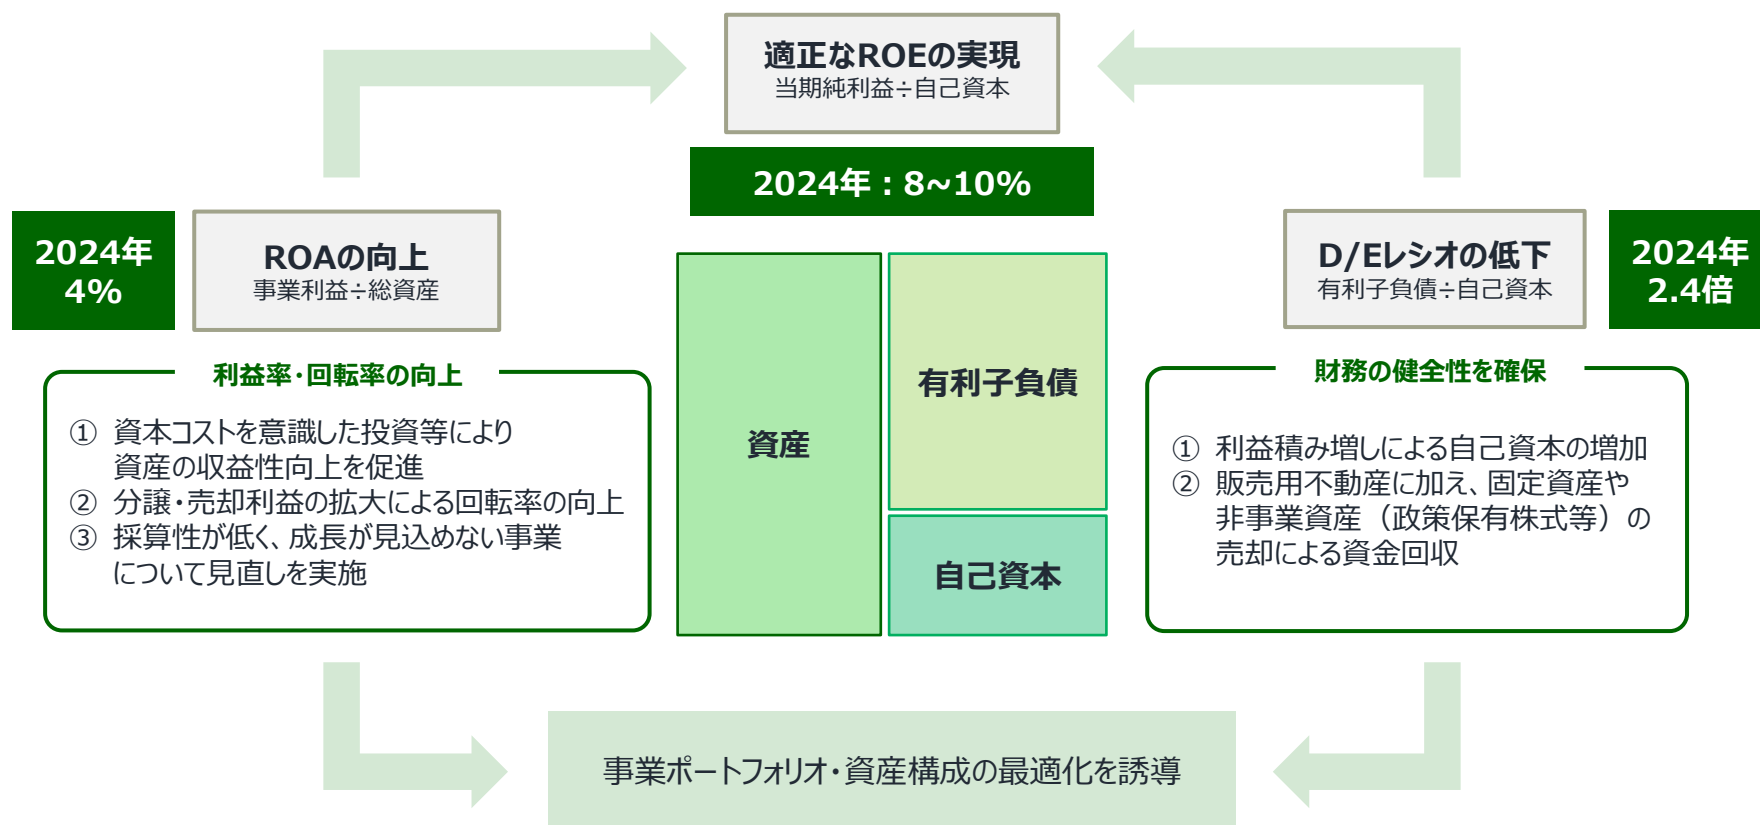 適正なROEの実現
当期純利益÷自己資本
2024年：8~10%
2024年
4%
ROAの向上
事業利益÷総資産
D/Eレシオの低下
有利子負債÷自己資本
2024年
2.4倍
利益率・回転率の向上
① 資本コストを意識した投資等により
資産の収益性向上を促進
② 分譲・売却利益の拡大による回転率の向上
③ 採算性が低く、成長が見込めない事業
について見直しを実施
資産
有利子負債
自己資本
財務の健全性を確保
① 利益積み増しによる自己資本の増加
② 販売用不動産に加え、固定資産や
非事業資産（政策保有株式等）の
売却による資金回収
事業ポートフォリオ・資産構成の最適化を誘導